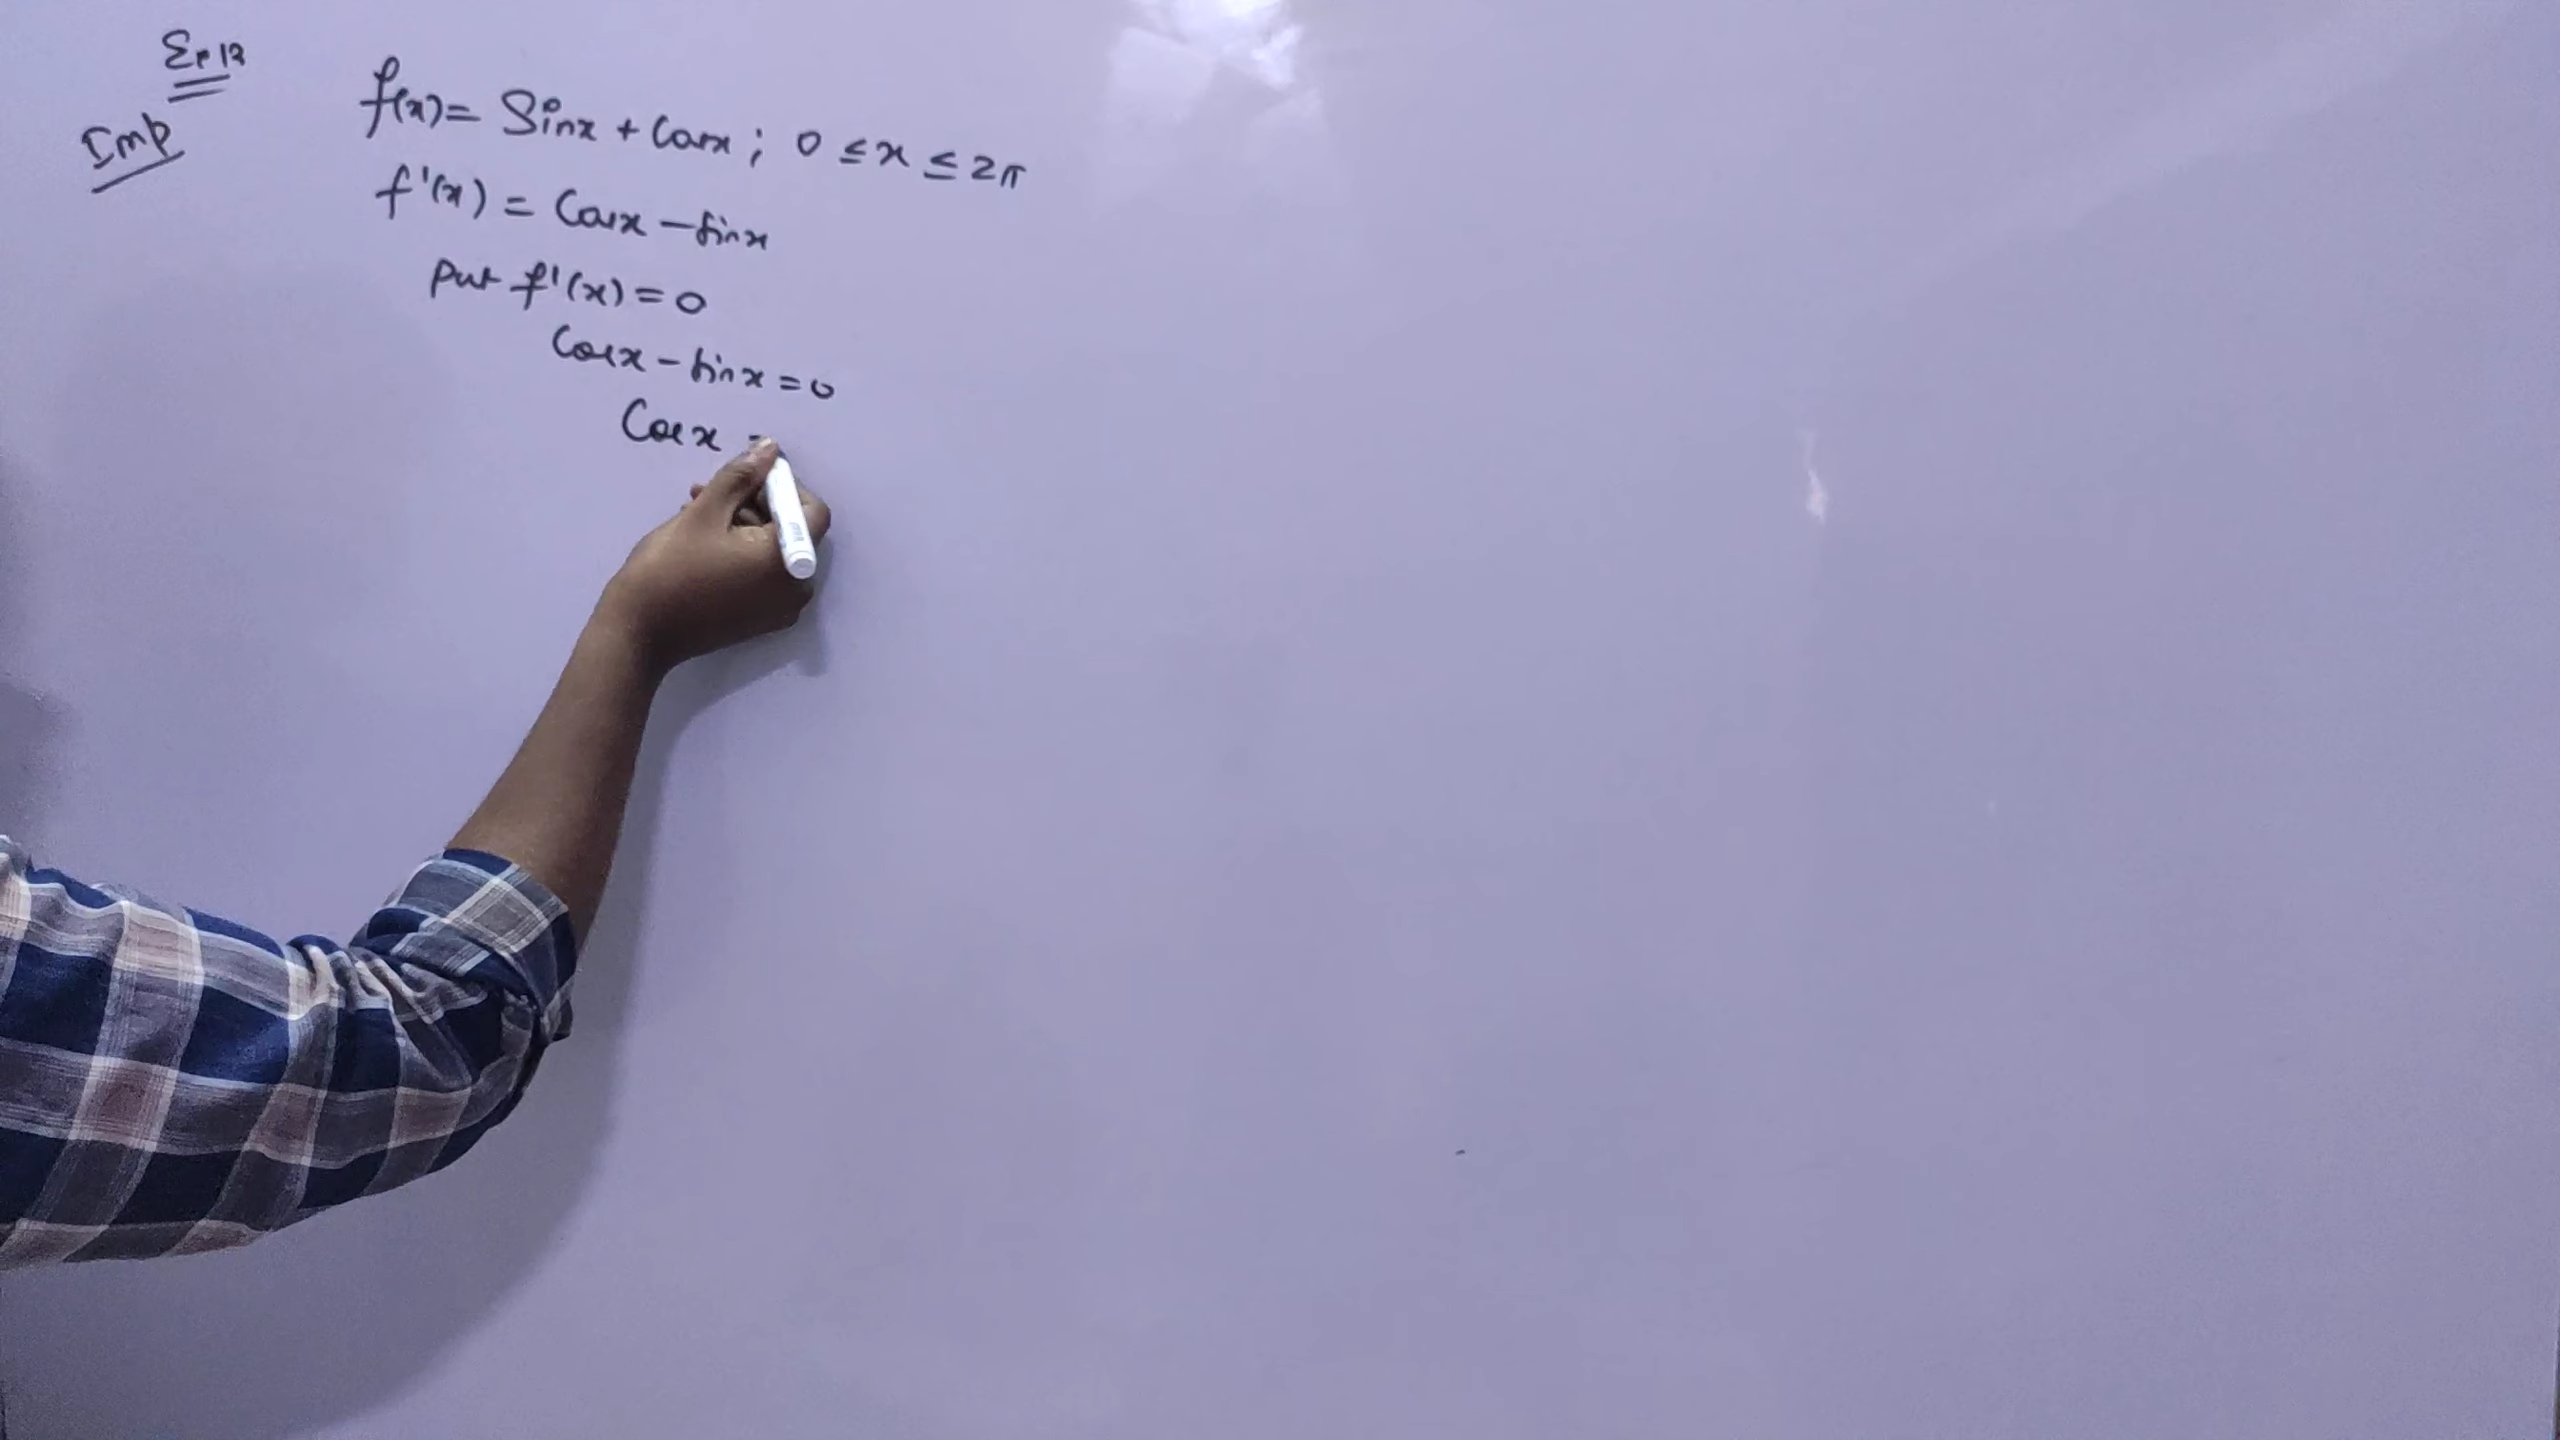 Ex 12
Imp
f(x) = Sinx + Cosx ; 0 ≤ x ≤ 2π
f'(x) = Cosx - sinx
Put f'(x) = 0
Cosx - sinx = 0
Cosx =